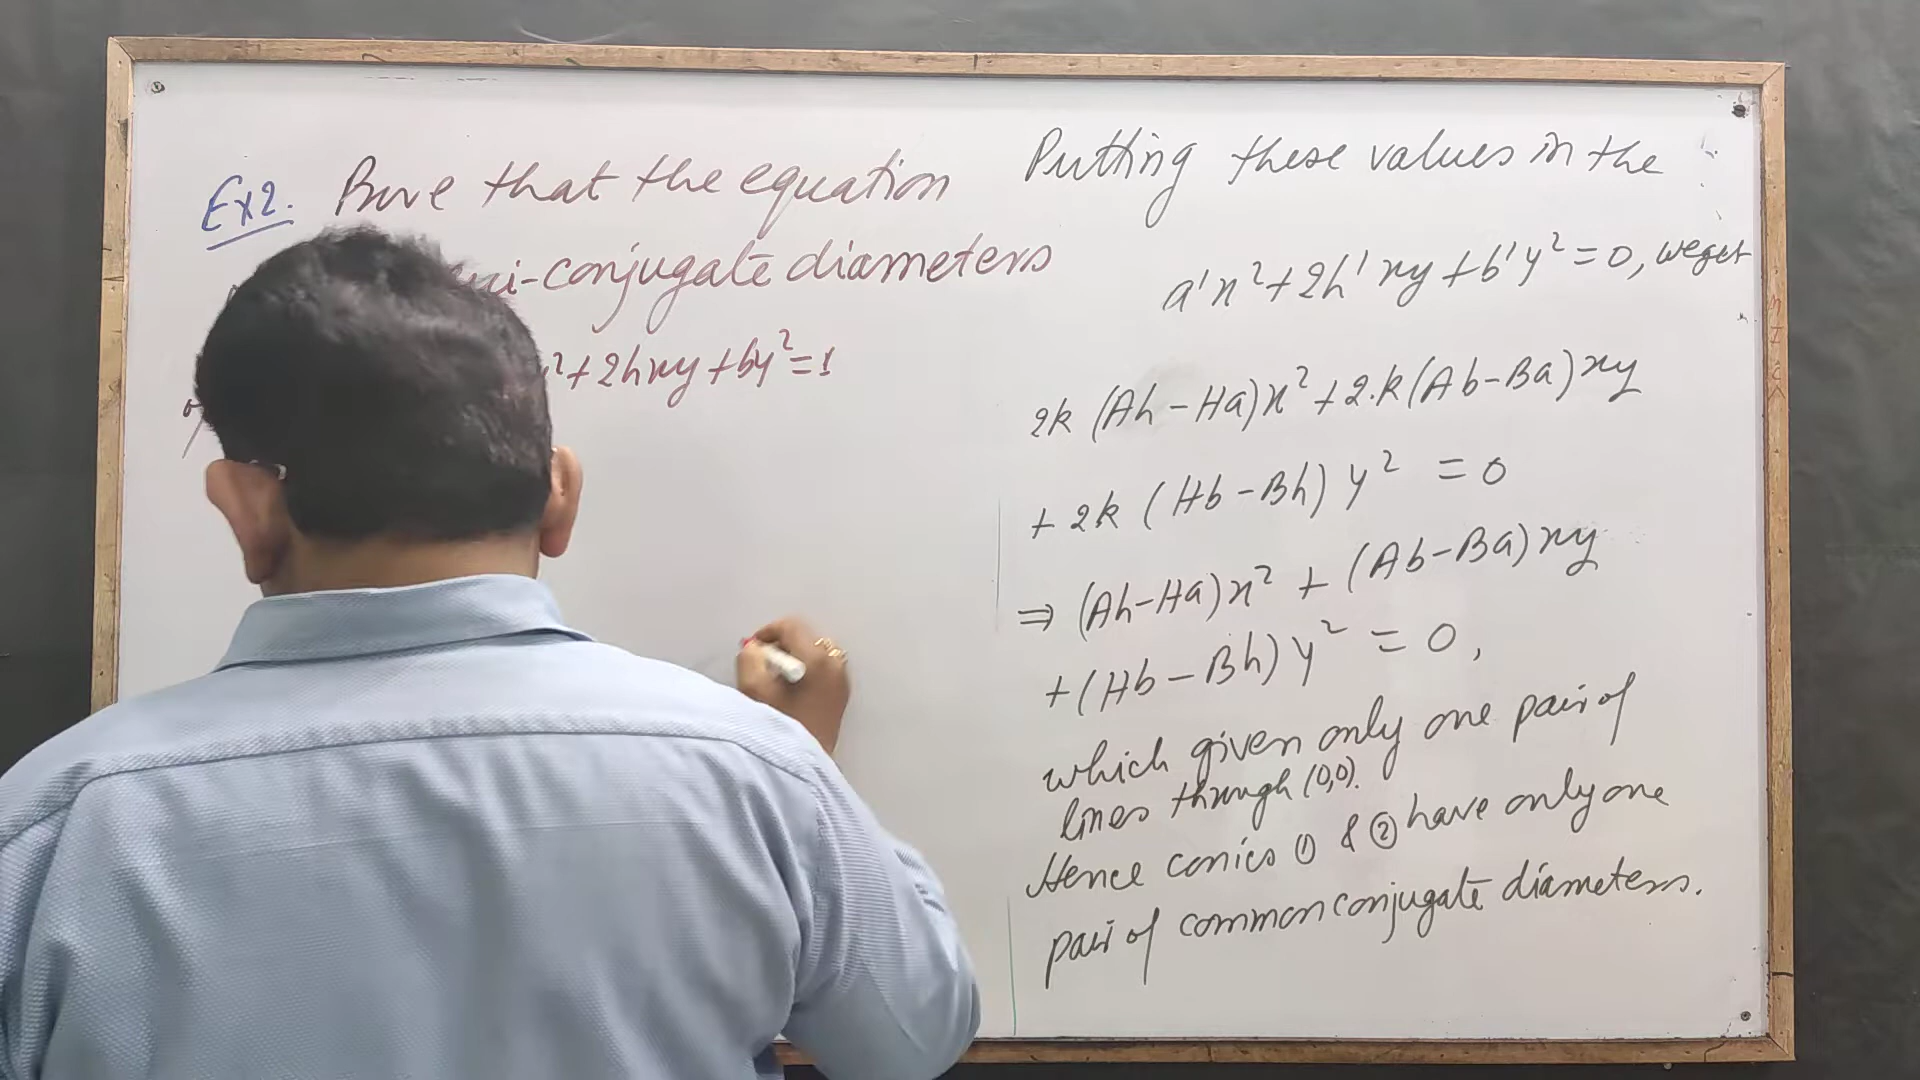 Ex2. Prove that the equation
-conjugate diameters
²+2hxy+by²=1
Putting these values in the
a'x²+2h'xy+b'y²=0, we get
2k (Ah-Ha)x²+2.k(Ab-Ba)xy
+2k (Hb-Bh) y² = 0
⇒ (Ah-Ha)x² + (Ab-Ba)xy
+(Hb-Bh)y² = 0,
which given only one pair of
lines through (0,0).
Hence conics ① & ② have only one
pair of common conjugate diameters.